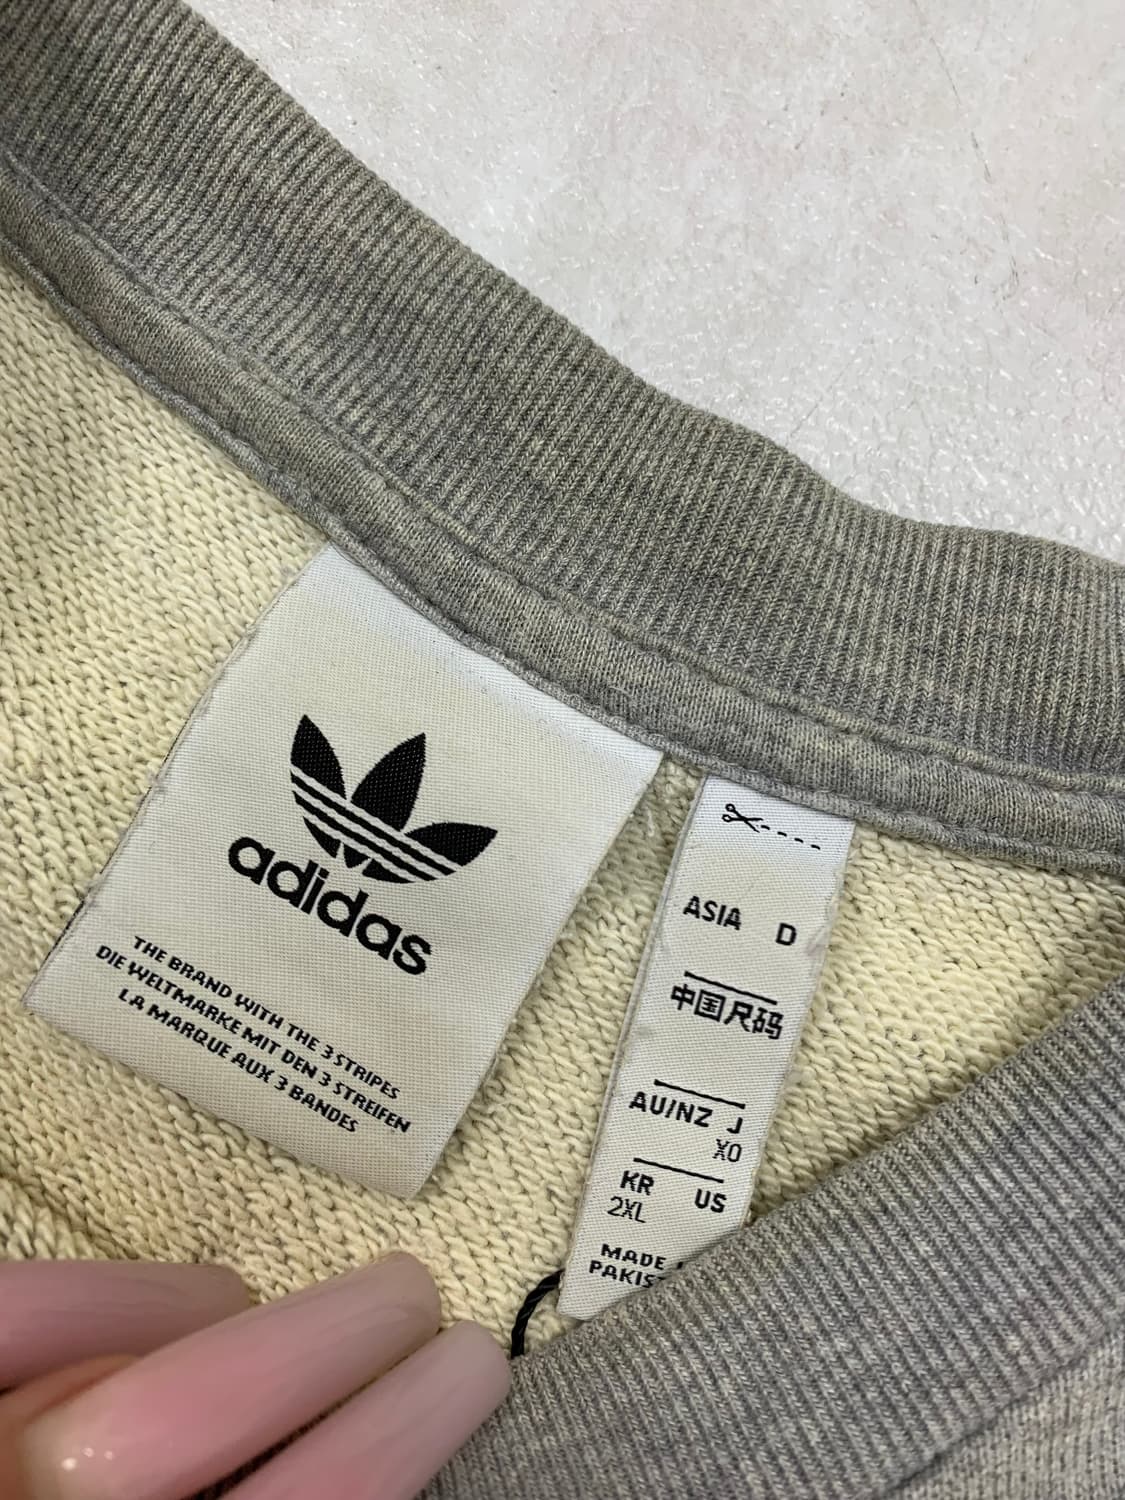 adidas
THE BRAND WITH THE 3 STRIPES
DIE WELTMARKE MIT DEN 3 STREIFEN
LA MARQUE AUX 3 BANDES
ASIA D
中国尺码
AU/NZ J
XO
KR US
2XL
MADE